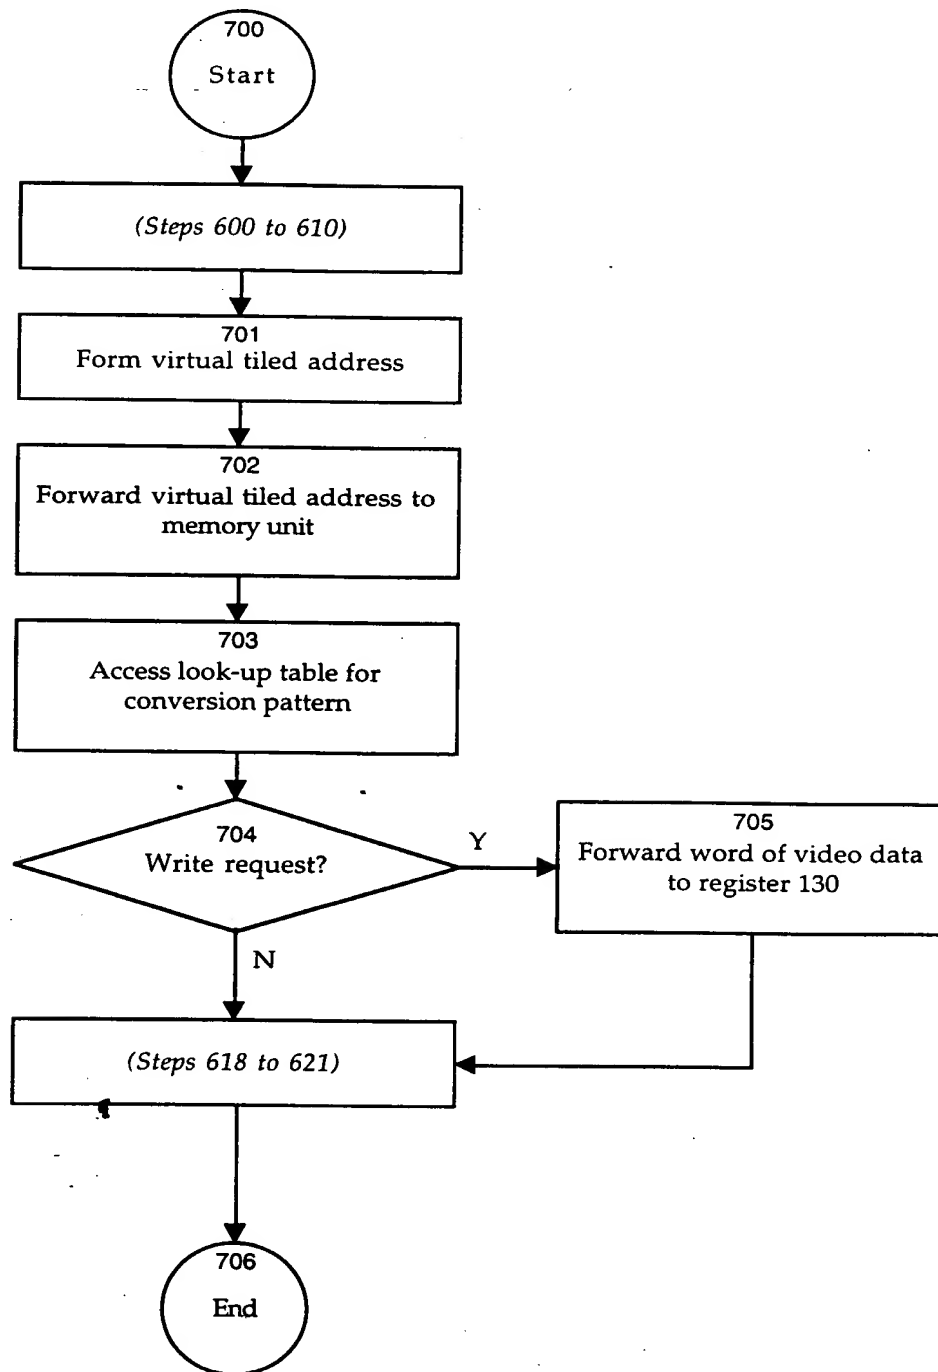 700
Start
(Steps 600 to 610)
701
Form virtual tiled address
702
Forward virtual tiled address to
memory unit
703
Access look-up table for
conversion pattern
704
Write request?
Y
705
Forward word of video data
to register 130
N
(Steps 618 to 621)
706
End